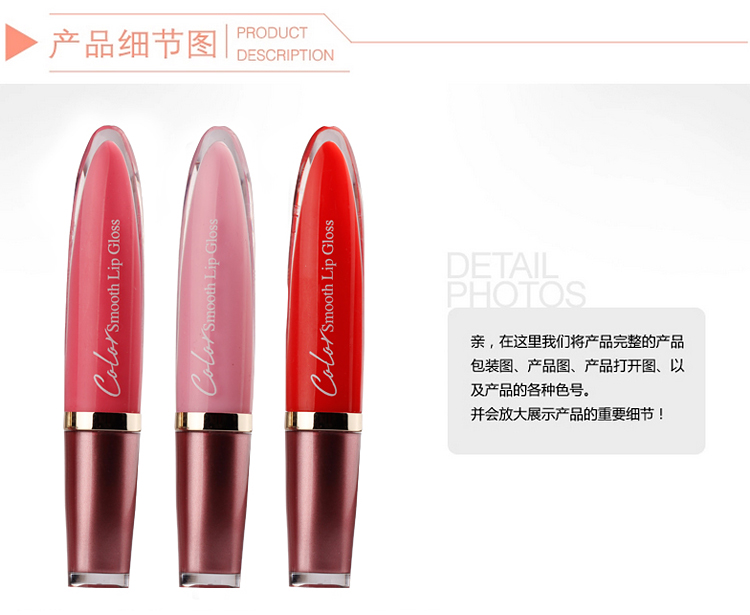 产品细节图
PRODUCT
DESCRIPTION
Color Smooth Lip Gloss
Color Smooth Lip Gloss
Color Smooth Lip Gloss
DETAIL
PHOTOS
亲，在这里我们将产品完整的产品
包装图、产品图、产品打开图、以
及产品的各种色号。
并会放大展示产品的重要细节！